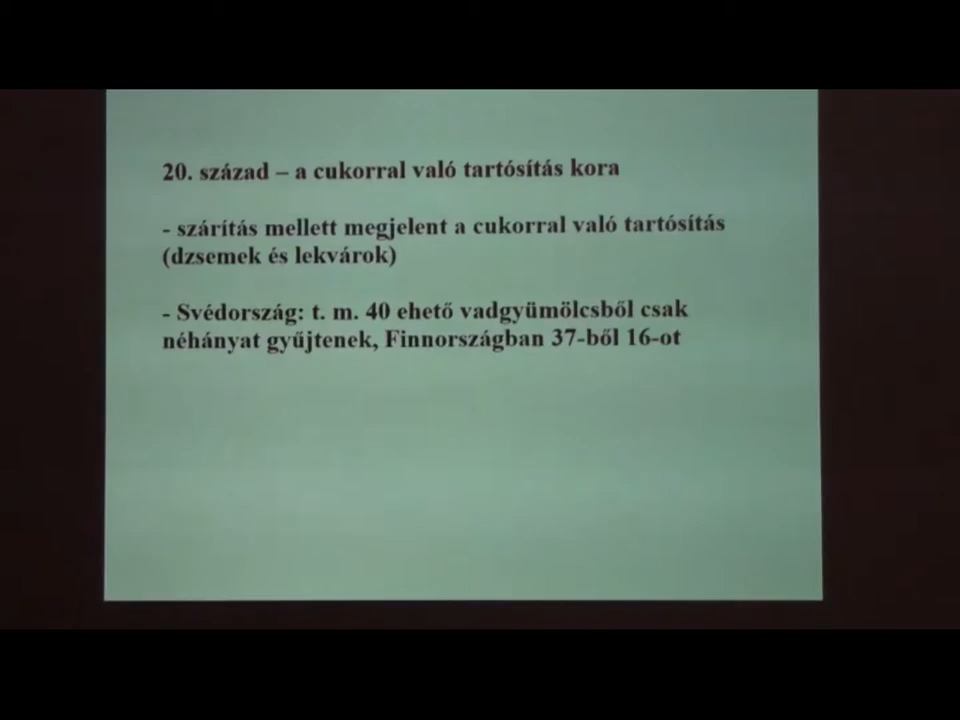 20. század – a cukorral való tartósítás kora
- szárítás mellett megjelent a cukorral való tartósítás
(dzsemek és lekvárok)
- Svédország: t. m. 40 ehető vadgyümölcsből csak
néhányat gyűjtenek, Finnországban 37-ből 16-ot